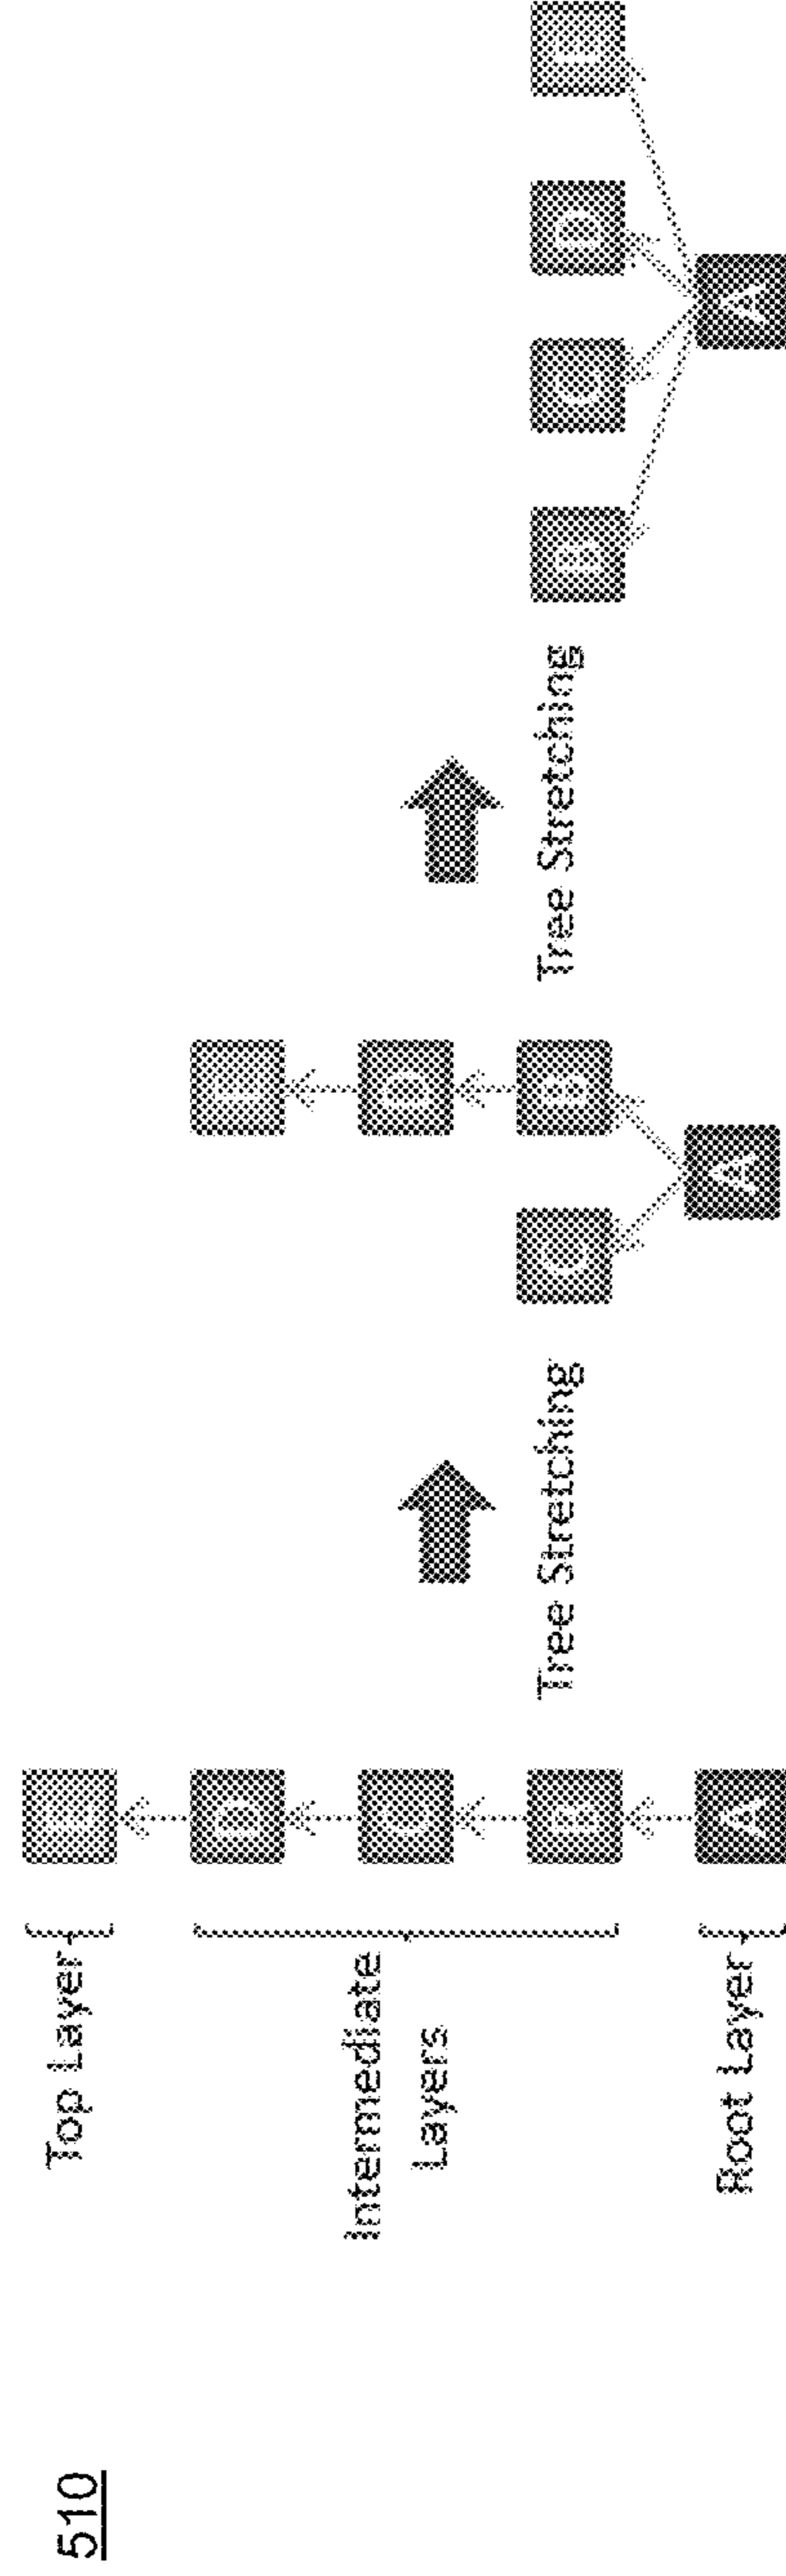 510
Top Layer
Intermediate
Layers
Root Layer
E
D
C
B
A
Tree Stretching
E
D
C
B
A
Tree Stretching
B
C
D
E
A